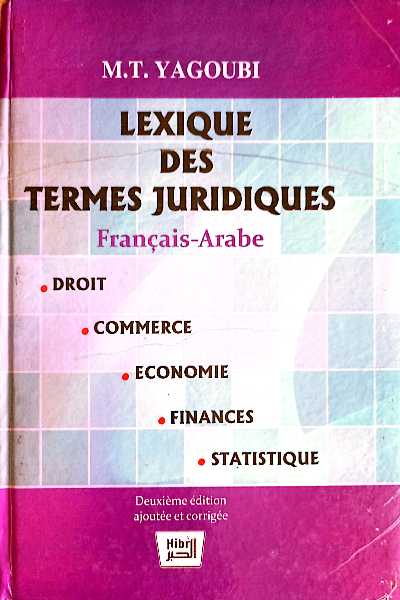 M.T. YAGOUBI
LEXIQUE
DES
TERMES JURIDIQUES
Français-Arabe
• DROIT
• COMMERCE
• ECONOMIE
• FINANCES
• STATISTIQUE
Deuxième édition
ajoutée et corrigée
Hibr
الحبر